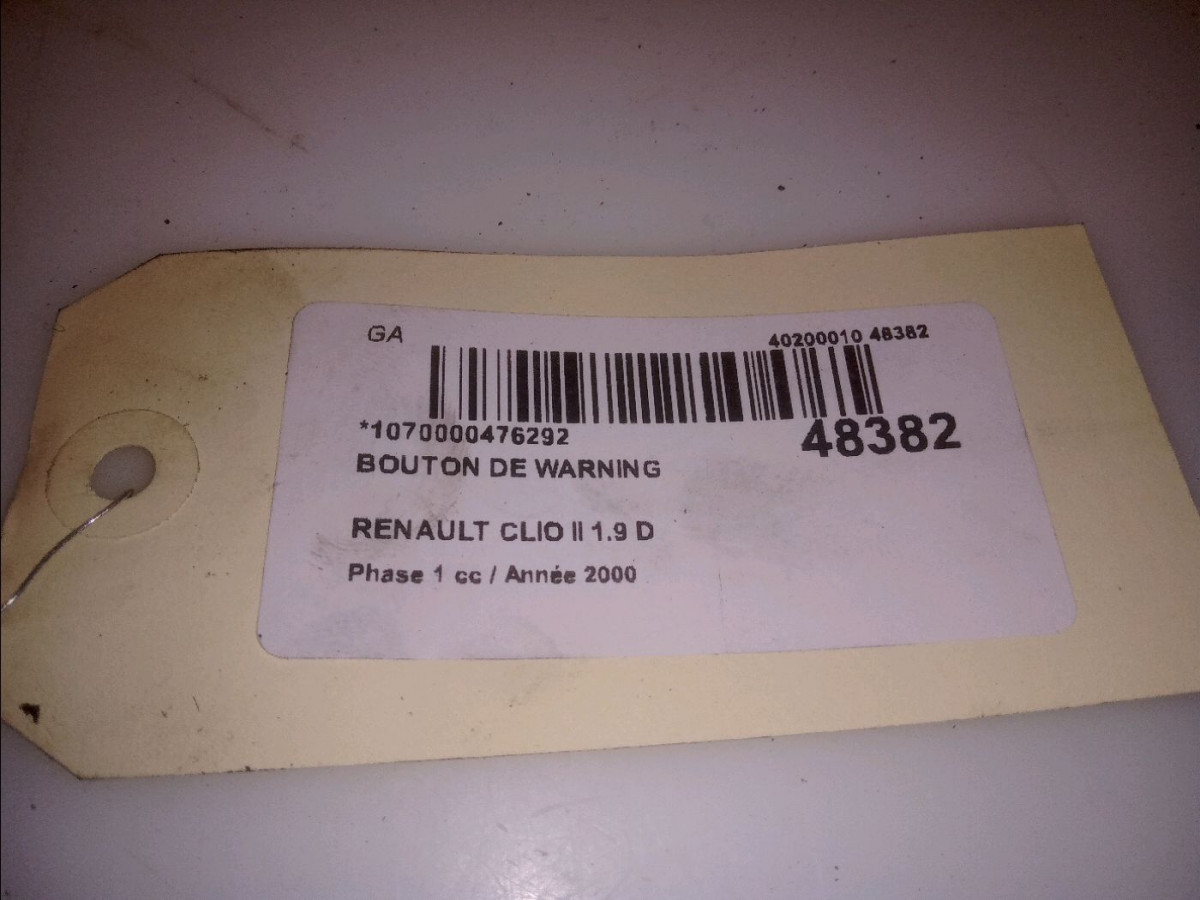 GA
40200010 48382
*1070000476292
48382
BOUTON DE WARNING
RENAULT CLIO II 1.9 D
Phase 1 cc / Année 2000